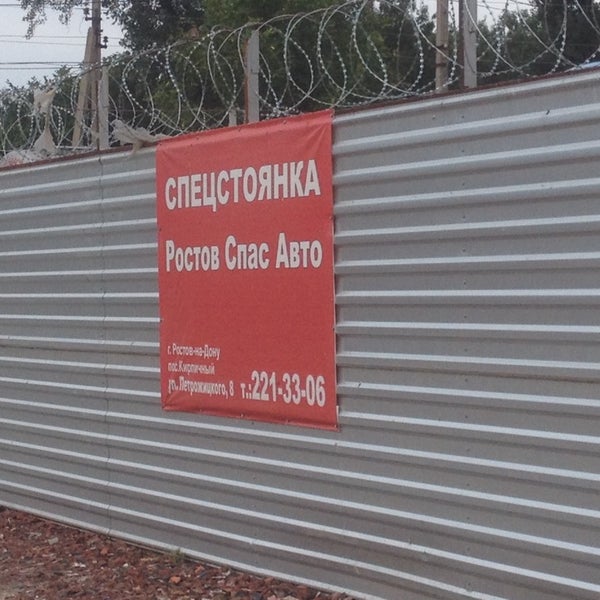 СПЕЦСТОЯНКА
Ростов Спас Авто
г. Ростов-на-Дону
пос.Кирпичный
ул. Петрожицкого, 8 т.:221-33-06